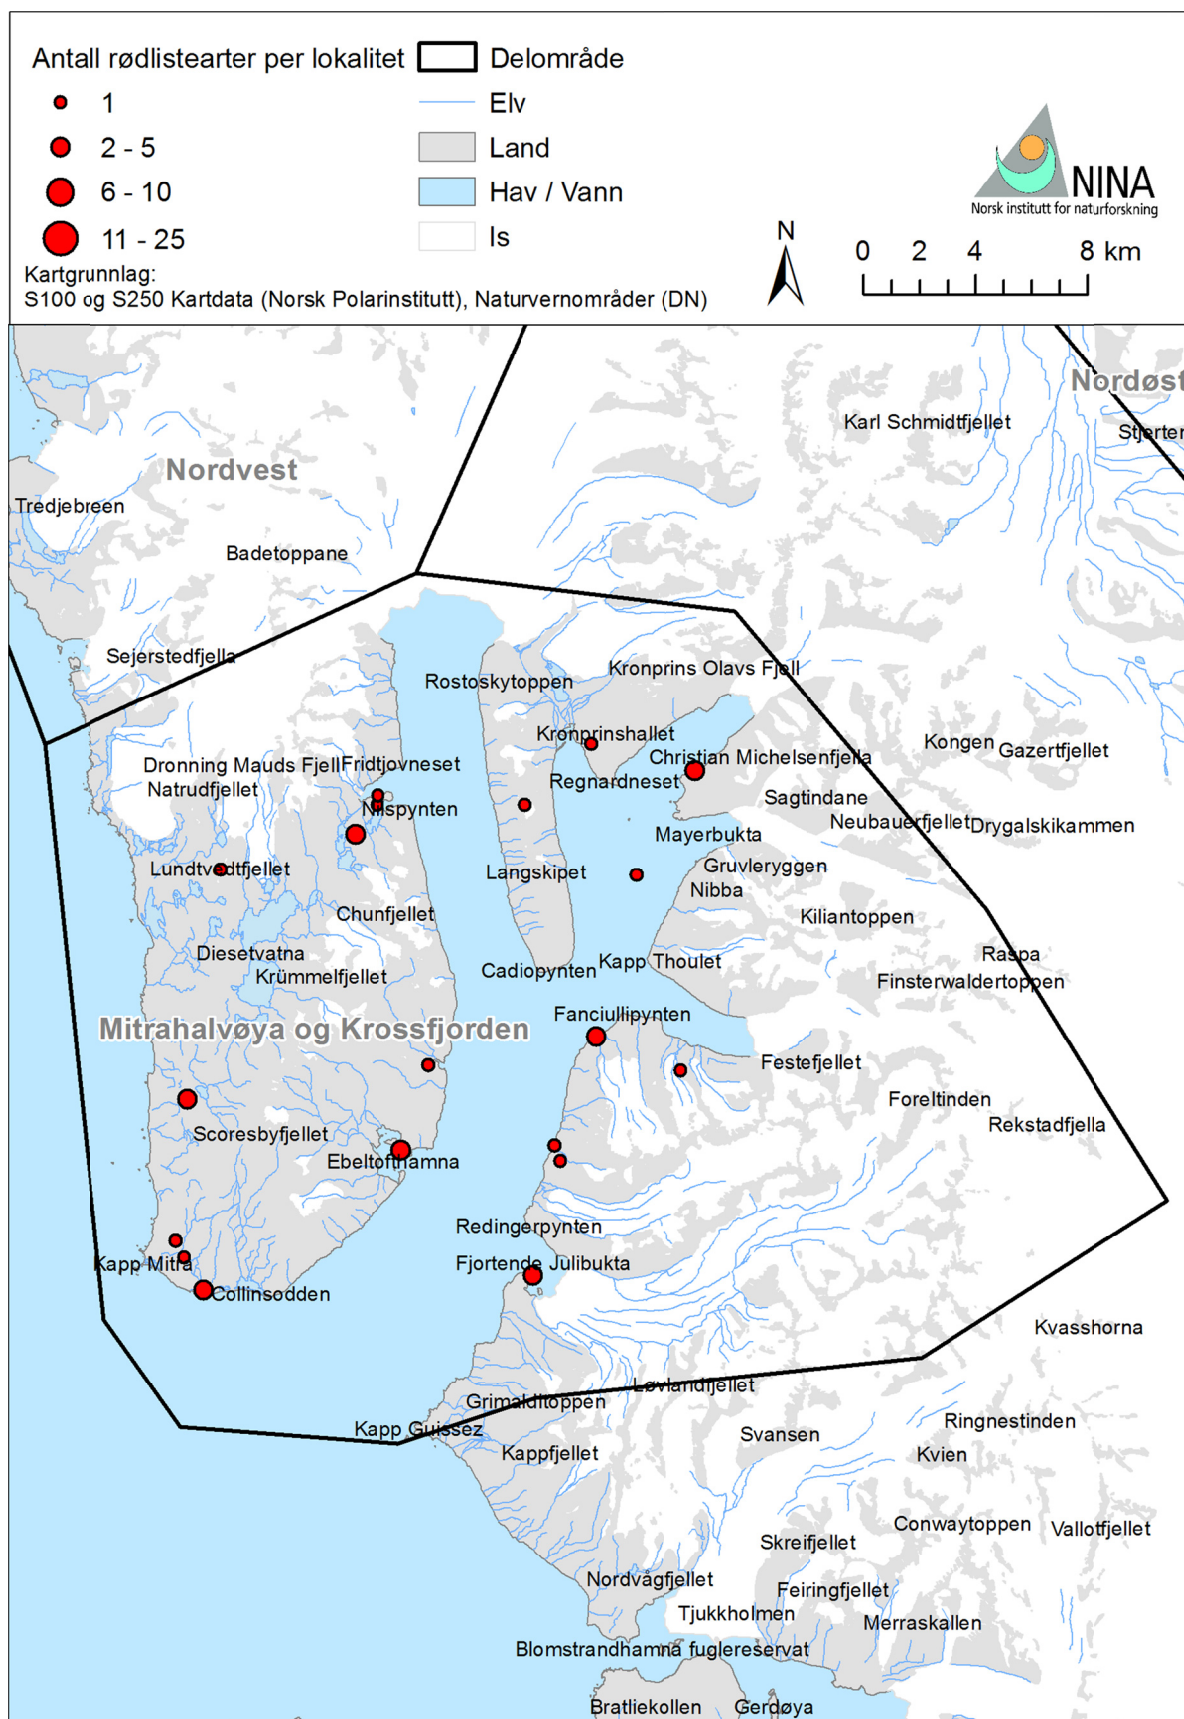 Antall rødlistearter per lokalitet
1
2 - 5
6 - 10
11 - 25
Delområde
Elv
Land
Hav / Vann
Is
Kartgrunnlag:
S100 og S250 Kartdata (Norsk Polarinstitutt), Naturvernområder (DN)
NINA
Norsk institutt for naturforskning
N
0 2 4 8 km
Nordøst
Karl Schmidtfjellet
Stjerten
Nordvest
Tredjebreen
Badetoppane
Sejerstedfjella
Kronprins Olavs Fjell
Rostoskytoppen
Kronprinshallet
Kongen
Gazertfjellet
Christian Michelsenfjella
Dronning Mauds Fjell
Fridtjovneset
Regnardneset
Natrudfjellet
Sagtindane
Nilspynten
Neubauerfjellet
Drygalskikammen
Mayerbukta
Lundtvedtfjellet
Langskipet
Gruvleryggen
Nibba
Chunfjellet
Kiliantoppen
Diesetvatna
Raspa
Krümmelfjellet
Cadiopynten
Kapp Thoulet
Finsterwaldertoppen
Fanciullipynten
Mitrahalvøya og Krossfjorden
Festefjellet
Foreltinden
Rekstadfjella
Scoresbyfjellet
Ebeltofthamna
Redingerpynten
Kapp Mitra
Fjortende Julibukta
Collinsodden
Kvasshorna
Løvlandfjellet
Grimalditoppen
Kapp Guissez
Ringnestinden
Svansen
Kappfjellet
Kvien
Conwaytoppen
Vallotfjellet
Skreifjellet
Nordvågfjellet
Feiringfjellet
Tjukkholmen
Merraskallen
Blomstrandhamna fuglereservat
Bratliekollen
Gerdøya